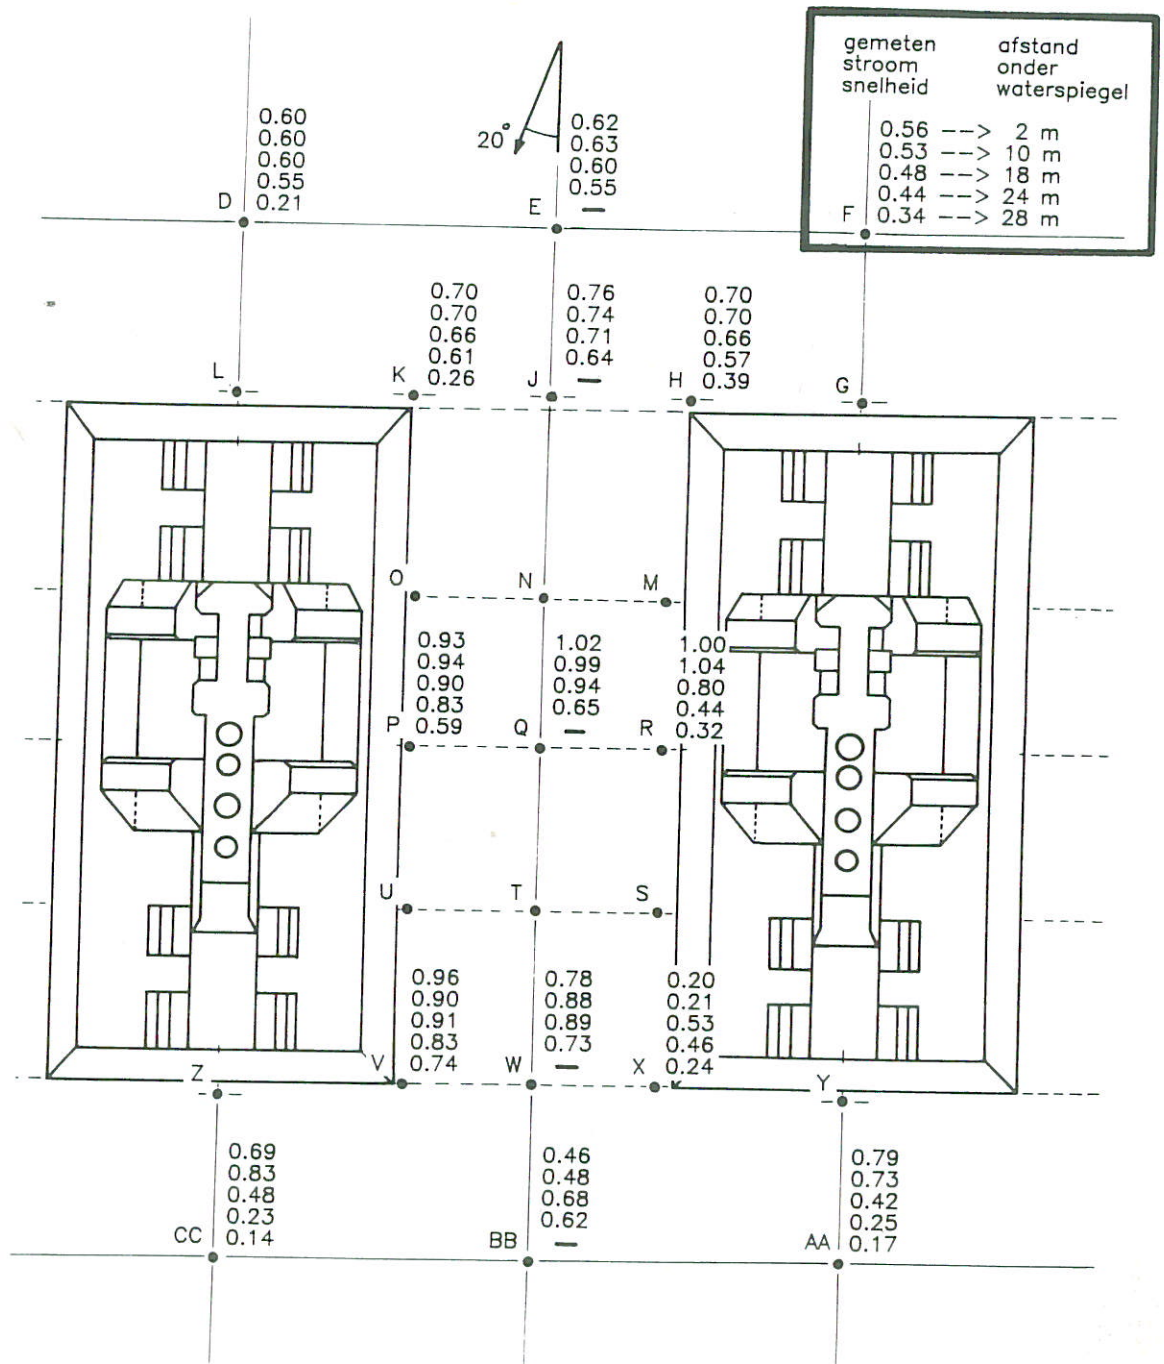 gemeten afstand
stroom onder
snelheid waterspiegel
0.56 --> 2 m
0.53 --> 10 m
0.48 --> 18 m
0.44 --> 24 m
F 0.34 --> 28 m
0.60
0.60
0.60
0.55
D 0.21
20°
0.62
0.63
0.60
0.55
E —
L
0.70
0.70
0.66
0.61
K 0.26
0.76
0.74
0.71
0.64
J —
0.70
0.70
0.66
0.57
H 0.39
G
O N M
0.93
0.94
0.90
0.83
P 0.59
1.02
0.99
0.94
0.65
Q —
1.00
1.04
0.80
0.44
R 0.32
U T S
0.96
0.90
0.91
0.83
V 0.74
0.78
0.88
0.89
0.73
W —
0.20
0.21
0.53
0.46
X 0.24
Z
Y
0.69
0.83
0.48
0.23
CC 0.14
0.46
0.48
0.68
0.62
BB —
0.79
0.73
0.42
0.25
AA 0.17